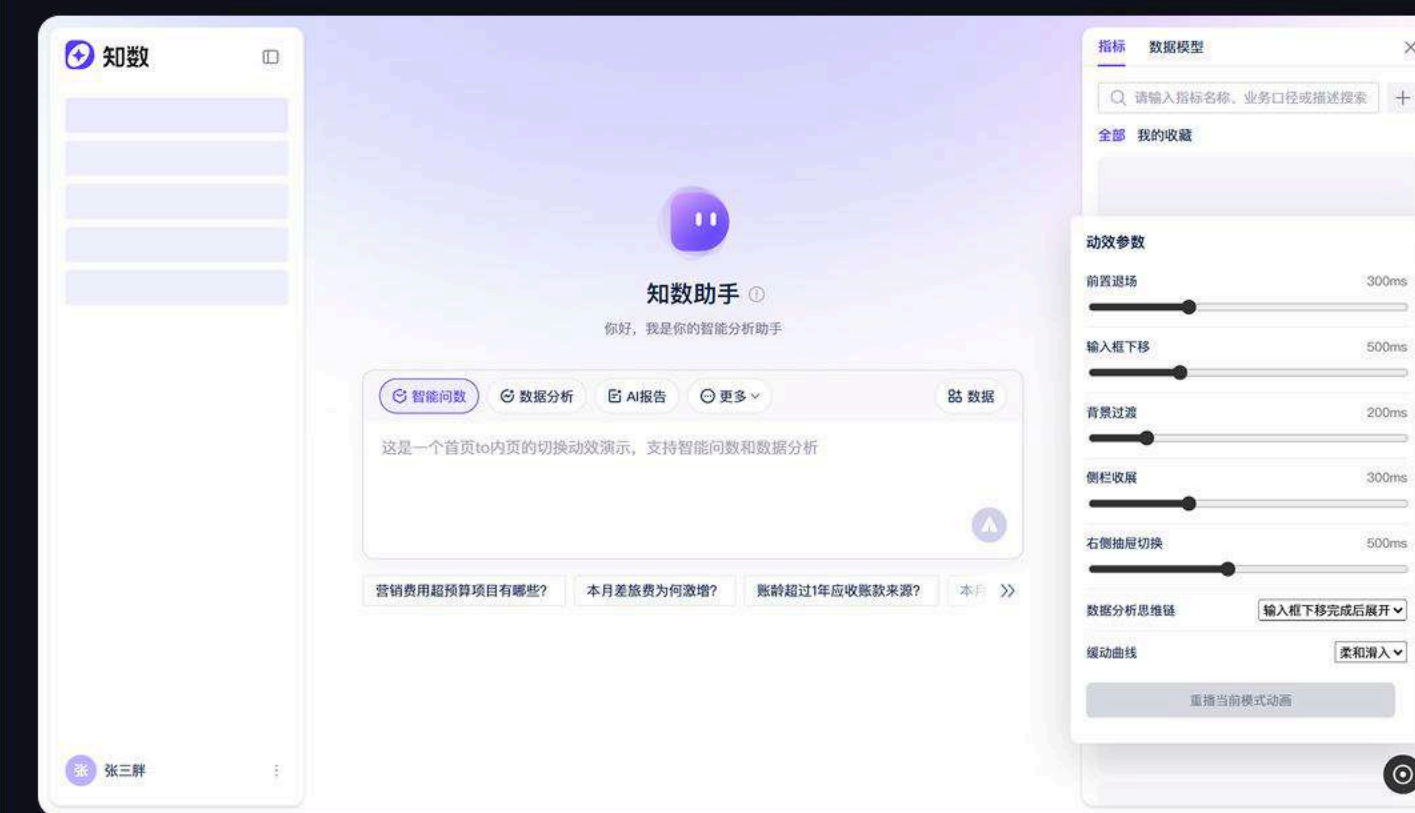 知数
指标 数据模型
请输入指标名称、业务口径或描述搜索
全部 我的收藏
知数助手
你好，我是你的智能分析助手
智能问数 数据分析 AI报告 更多 数据
这是一个首页to内页的切换动效演示，支持智能问数和数据分析
营销费用超预算项目有哪些? 本月差旅费为何激增? 账龄超过1年应收账款来源? 本月
动效参数
前置退场 300ms
输入框下移 500ms
背景过渡 200ms
侧栏收展 300ms
右侧抽屉切换 500ms
数据分析思维链 输入框下移完成后展开
缓动曲线 柔和滑入
重播当前模式动画
张 张三胖